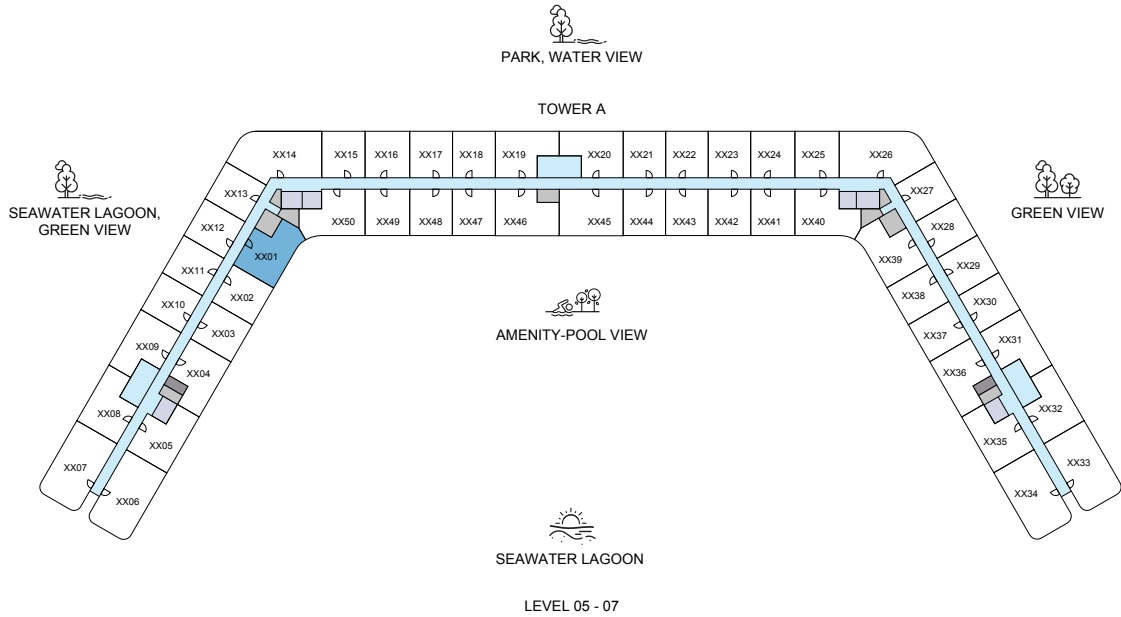 PARK, WATER VIEW
TOWER A
SEAWATER LAGOON,
GREEN VIEW
GREEN VIEW
XX14 XX15 XX16 XX17 XX18 XX19 XX20 XX21 XX22 XX23 XX24 XX25 XX26
XX13
XX27
XX12
XX50 XX49 XX48 XX47 XX46 XX45 XX44 XX43 XX42 XX41 XX40
XX28
XX01
XX39
XX11
XX29
XX02
XX38
XX10
XX30
XX03
XX37
XX09
XX31
XX04
XX36
XX08
XX32
XX05
XX35
XX07
XX33
XX06
XX34
AMENITY-POOL VIEW
SEAWATER LAGOON
LEVEL 05 - 07